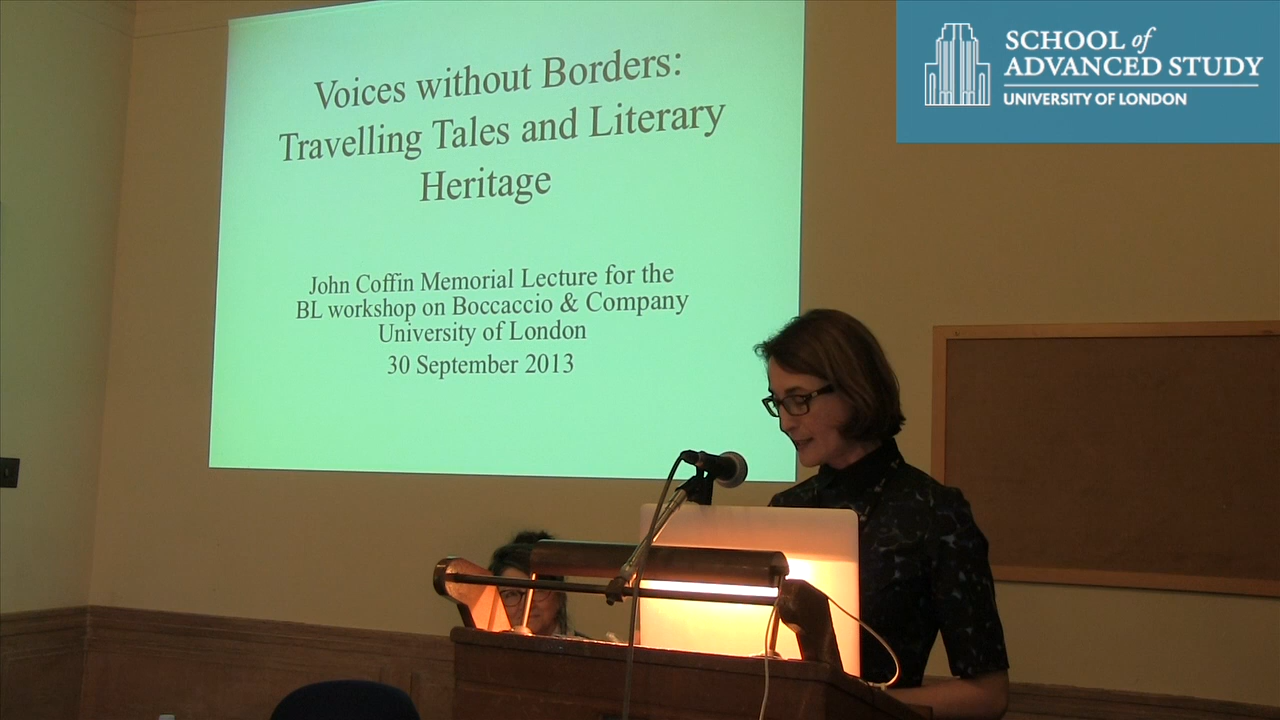 Voices without Borders:
Travelling Tales and Literary
Heritage
John Coffin Memorial Lecture for the
BL workshop on Boccaccio & Company
University of London
30 September 2013
SCHOOL of
ADVANCED STUDY
UNIVERSITY OF LONDON